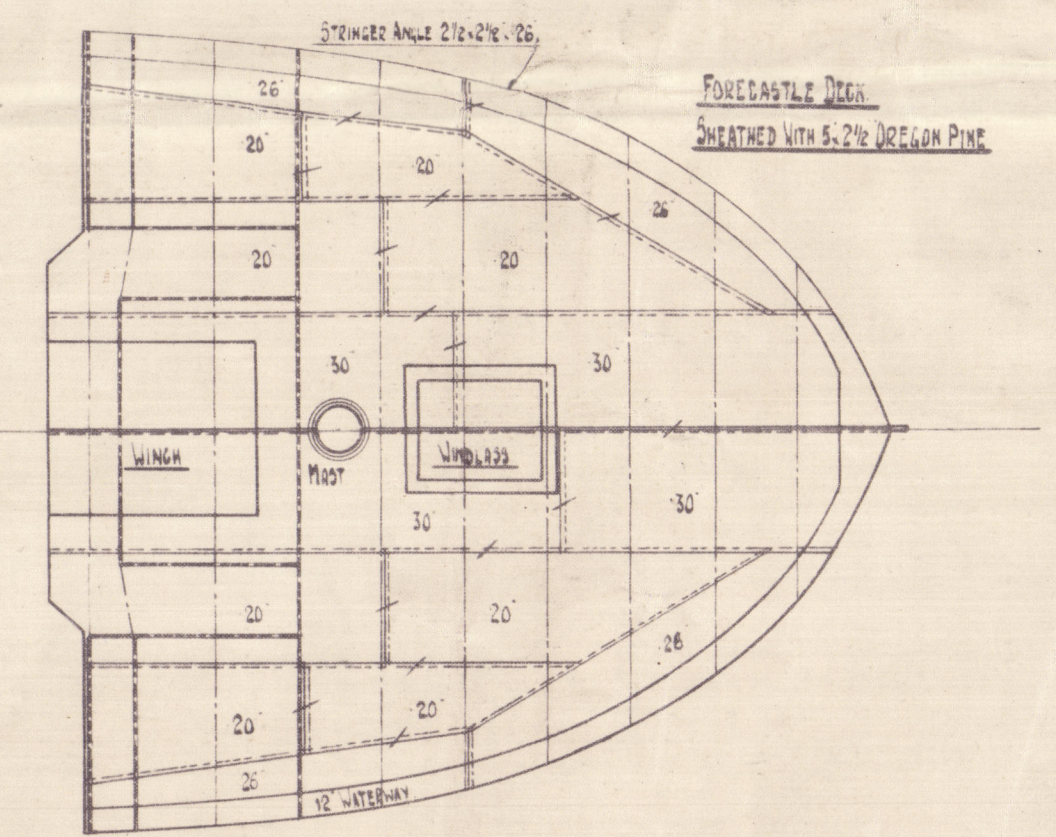 STRINGER ANGLE 2½×2½×.26"
FORECASTLE DECK.
SHEATHED WITH 5×2½ OREGON PINE
.26"
.20"
.20"
.26"
.20"
.20"
.30"
.30"
WINCH
MAST
WINDLASS
.30"
.30"
.20"
.20"
.26
.20"
.20"
.26"
12" WATERWAY